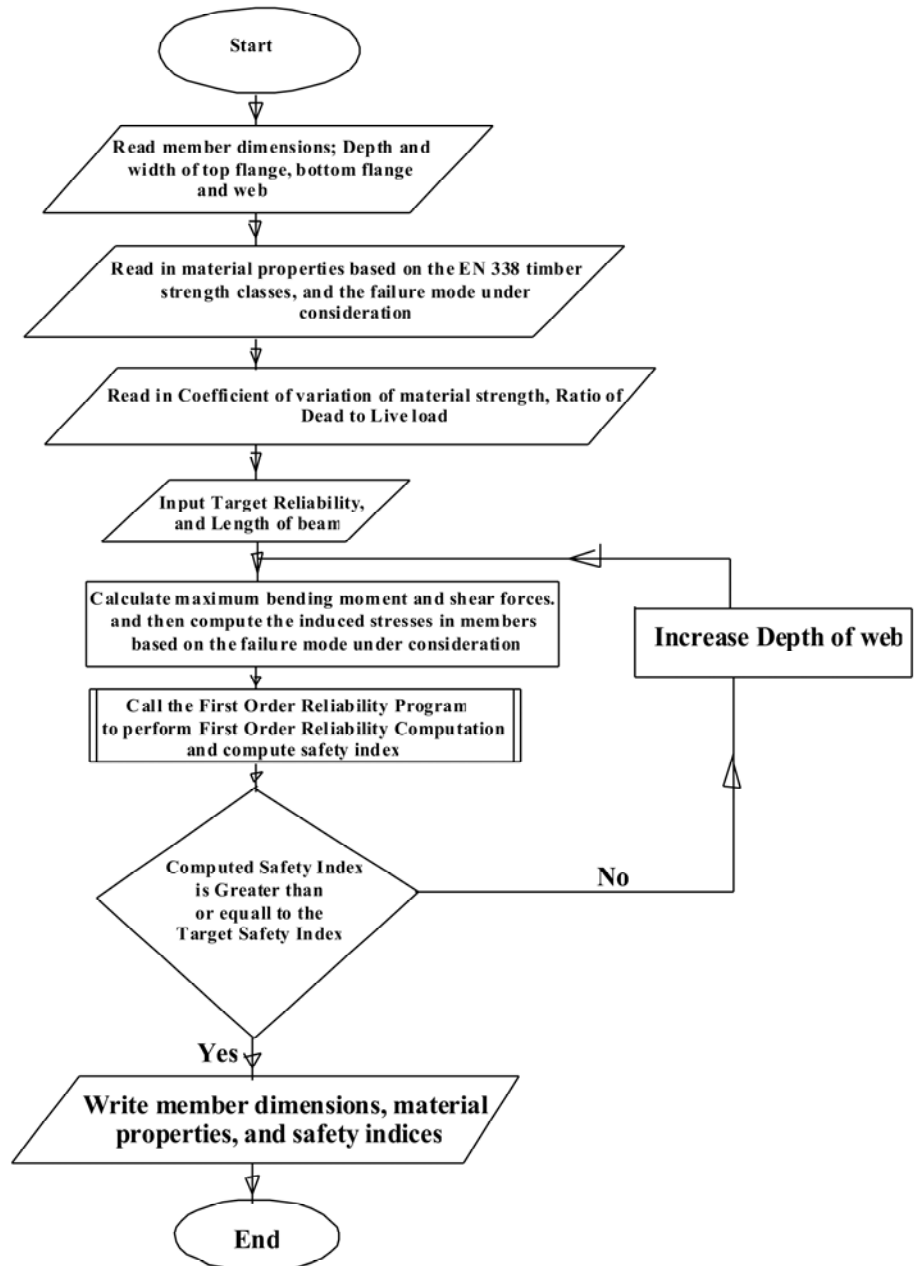 Start
Read member dimensions; Depth and
width of top flange, bottom flange
and web
Read in material properties based on the EN 338 timber
strength classes, and the failure mode under
consideration
Read in Coefficient of variation of material strength, Ratio of
Dead to Live load
Input Target Reliability,
and Length of beam
Calculate maximum bending moment and shear forces.
and then compute the induced stresses in members
based on the failure mode under consideration
Increase Depth of web
Call the First Order Reliability Program
to perform First Order Reliability Computation
and compute safety index
Computed Safety Index
is Greater than
or equall to the
Target Safety Index
No
Yes
Write member dimensions, material
properties, and safety indices
End